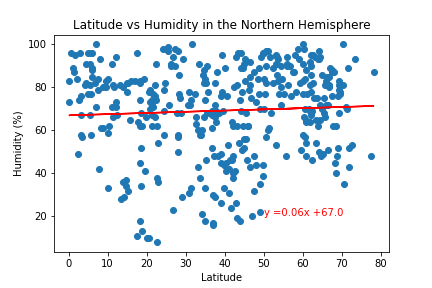 Latitude vs Humidity in the Northern Hemisphere
Humidity (%)
100
80
60
40
20
y =0.06x +67.0
0 10 20 30 40 50 60 70 80
Latitude